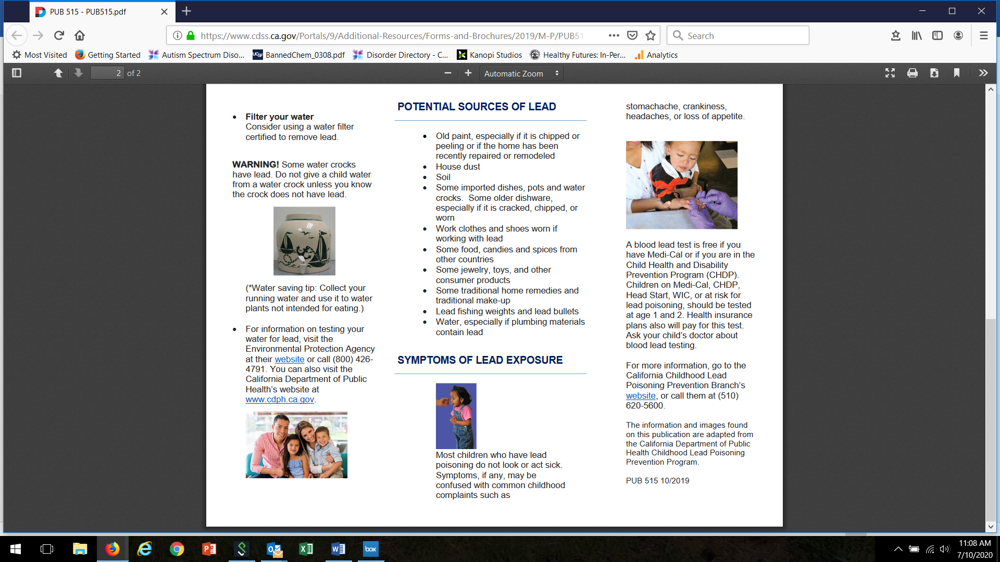 PUB 515 - PUB515.pdf
https://www.cdss.ca.gov/Portals/9/Additional-Resources/Forms-and-Brochures/2019/M-P/PUB51
Search
Most Visited
Getting Started
Autism Spectrum Diso...
UCSF
BannedChem_0308.pdf
Disorder Directory - C...
Kanopi Studios
Healthy Futures: In-Per...
Analytics
2 of 2
Automatic Zoom
• Filter your water
Consider using a water filter
certified to remove lead.
WARNING! Some water crocks
have lead. Do not give a child water
from a water crock unless you know
the crock does not have lead.
(*Water saving tip: Collect your
running water and use it to water
plants not intended for eating.)
• For information on testing your
water for lead, visit the
Environmental Protection Agency
at their website or call (800) 426-
4791. You can also visit the
California Department of Public
Health’s website at
www.cdph.ca.gov.
POTENTIAL SOURCES OF LEAD
• Old paint, especially if it is chipped or
peeling or if the home has been
recently repaired or remodeled
• House dust
• Soil
• Some imported dishes, pots and water
crocks.  Some older dishware,
especially if it is cracked, chipped, or
worn
• Work clothes and shoes worn if
working with lead
• Some food, candies and spices from
other countries
• Some jewelry, toys, and other
consumer products
• Some traditional home remedies and
traditional make-up
• Lead fishing weights and lead bullets
• Water, especially if plumbing materials
contain lead
SYMPTOMS OF LEAD EXPOSURE
Most children who have lead
poisoning do not look or act sick.
Symptoms, if any, may be
confused with common childhood
complaints such as
stomachache, crankiness,
headaches, or loss of appetite.
A blood lead test is free if you
have Medi-Cal or if you are in the
Child Health and Disability
Prevention Program (CHDP).
Children on Medi-Cal, CHDP,
Head Start, WIC, or at risk for
lead poisoning, should be tested
at age 1 and 2. Health insurance
plans also will pay for this test.
Ask your child’s doctor about
blood lead testing.
For more information, go to the
California Childhood Lead
Poisoning Prevention Branch’s
website, or call them at (510)
620-5600.
The information and images found
on this publication are adapted from
the California Department of Public
Health Childhood Lead Poisoning
Prevention Program.
PUB 515 10/2019
box
11:08 AM
7/10/2020